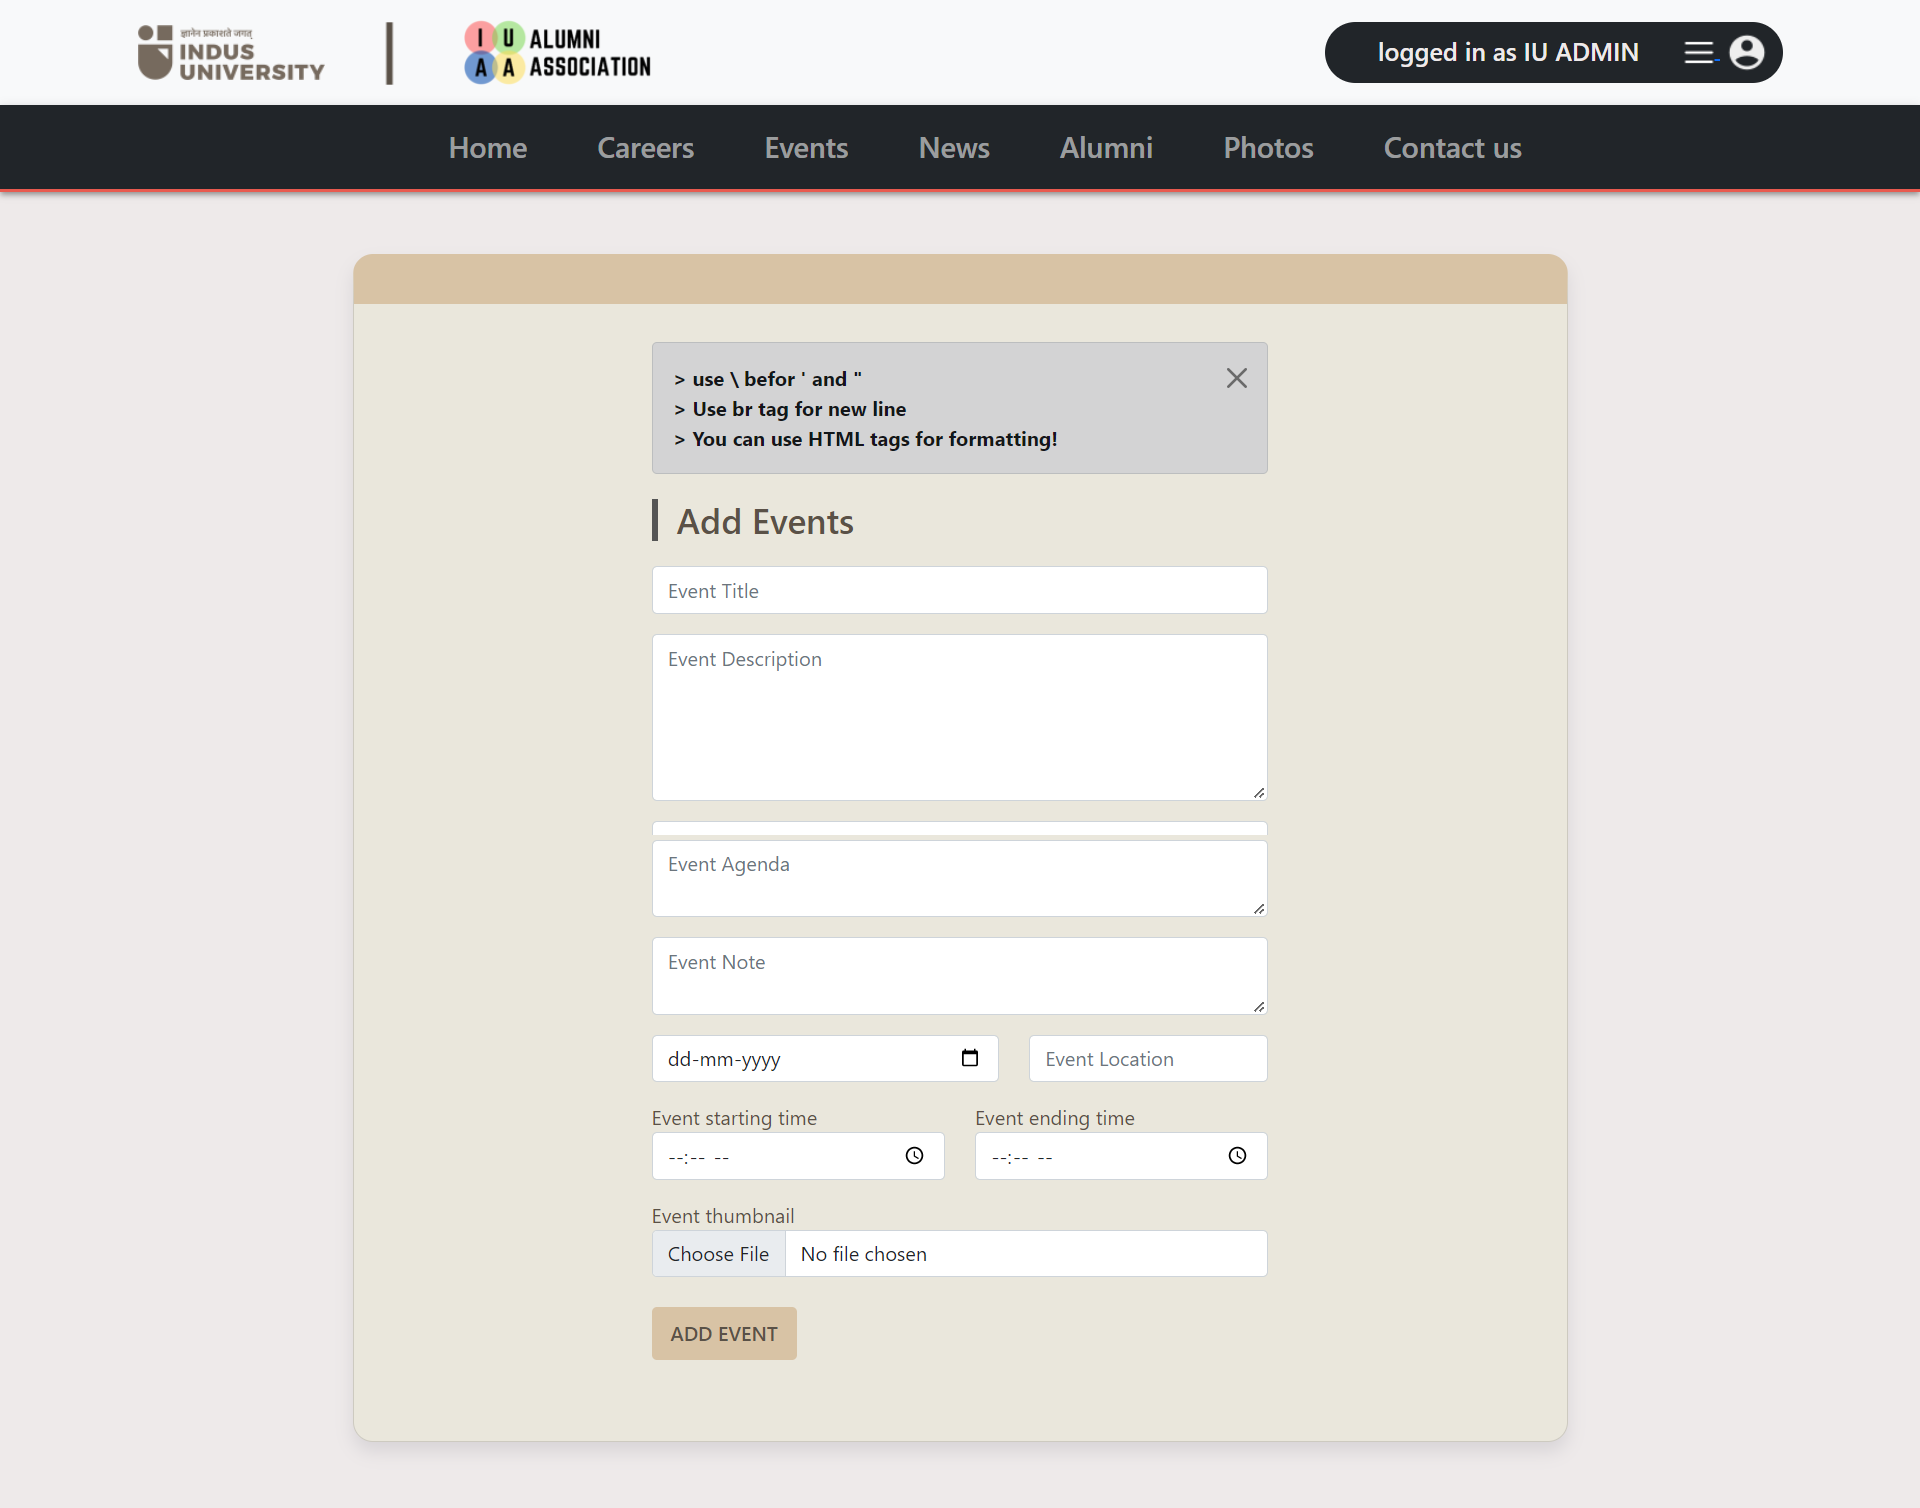 ज्ञानेन प्रकाशते जगत्
INDUS
UNIVERSITY
I U
A A
ALUMNI
ASSOCIATION
logged in as IU ADMIN
Home Careers Events News Alumni Photos Contact us
> use \ befor ' and "
> Use br tag for new line
> You can use HTML tags for formatting!
Add Events
Event Title
Event Description
Event Agenda
Event Note
dd-mm-yyyy Event Location
Event starting time Event ending time
--:-- -- --:-- --
Event thumbnail
Choose File No file chosen
ADD EVENT